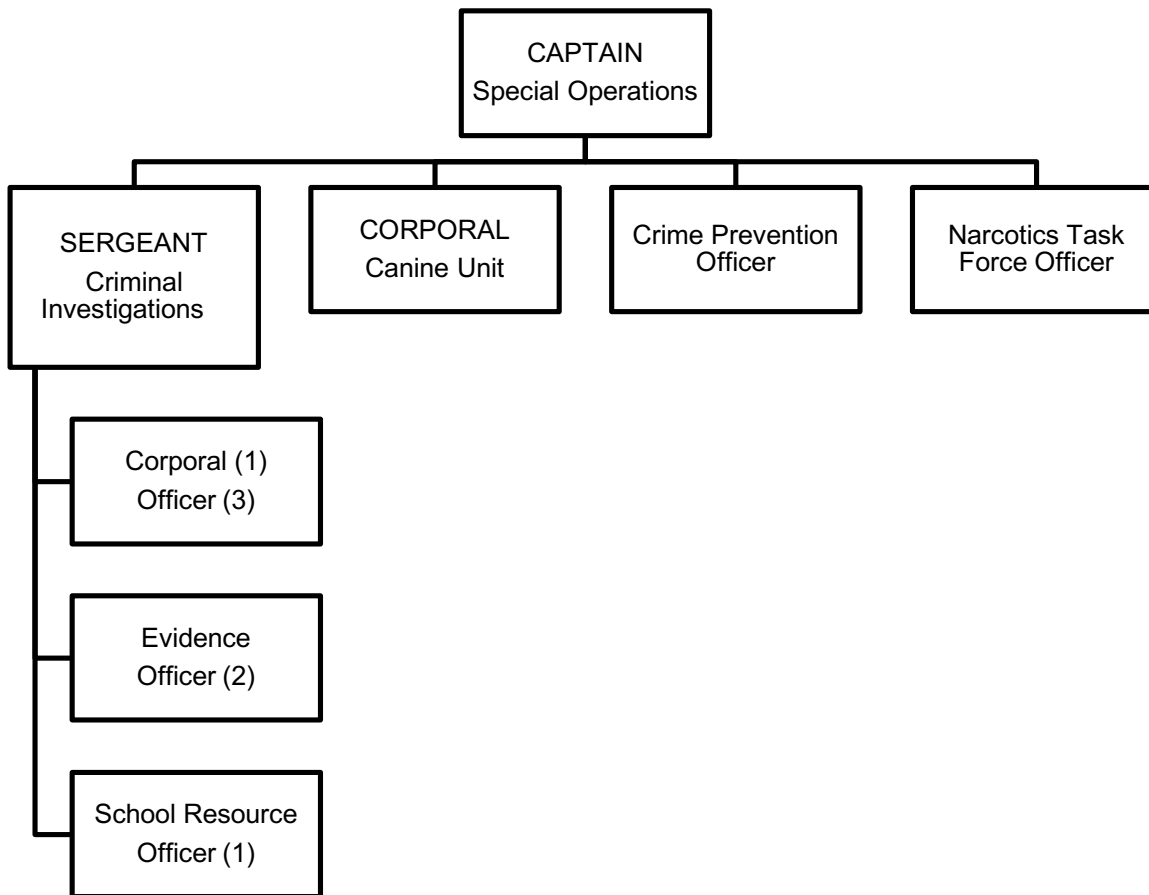 CAPTAIN
Special Operations
SERGEANT
Criminal
Investigations
CORPORAL
Canine Unit
Crime Prevention
Officer
Narcotics Task
Force Officer
Corporal (1)
Officer (3)
Evidence
Officer (2)
School Resource
Officer (1)